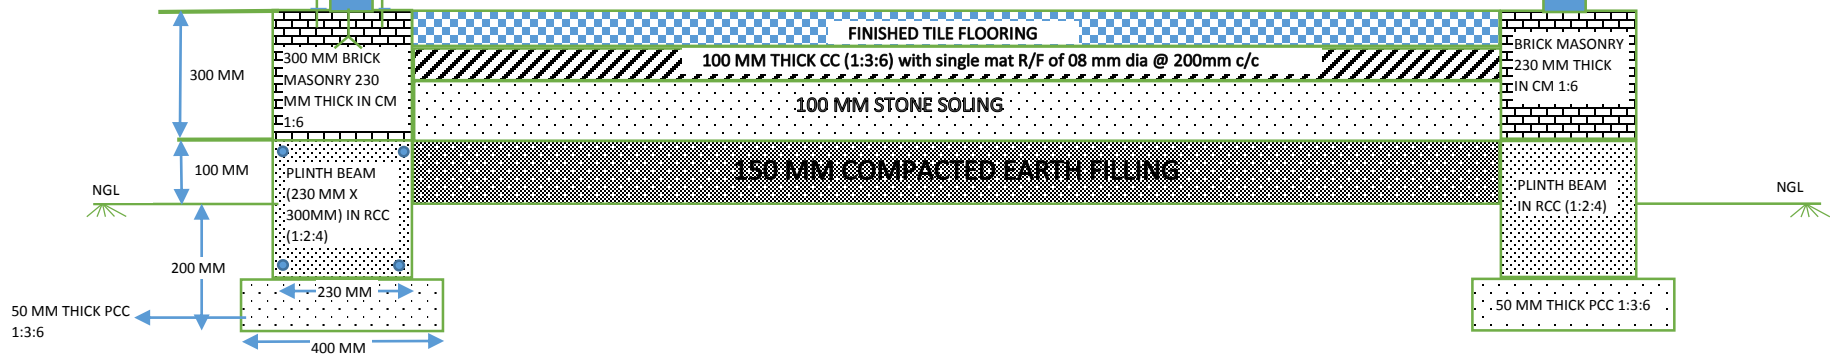 FINISHED TILE FLOORING
300 MM
300 MM BRICK
MASONRY 230
MM THICK IN CM
1:6
100 MM THICK CC (1:3:6) with single mat R/F of 08 mm dia @ 200mm c/c
BRICK MASONRY
230 MM THICK
IN CM 1:6
100 MM STONE SOLING
100 MM
150 MM COMPACTED EARTH FILLING
NGL
PLINTH BEAM
(230 MM X
300MM) IN RCC
(1:2:4)
PLINTH BEAM
IN RCC (1:2:4)
NGL
200 MM
230 MM
50 MM THICK PCC
1:3:6
50 MM THICK PCC 1:3:6
400 MM